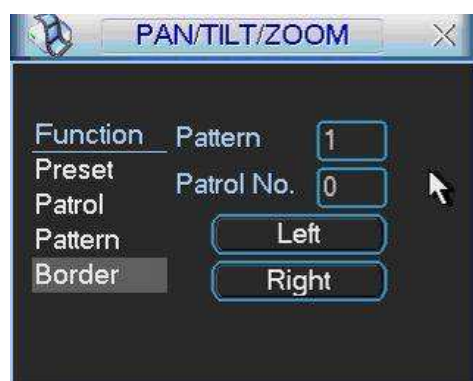 PAN/TILT/ZOOM
Function
Preset
Patrol
Pattern
Border
Pattern 1
Patrol No. 0
Left
Right